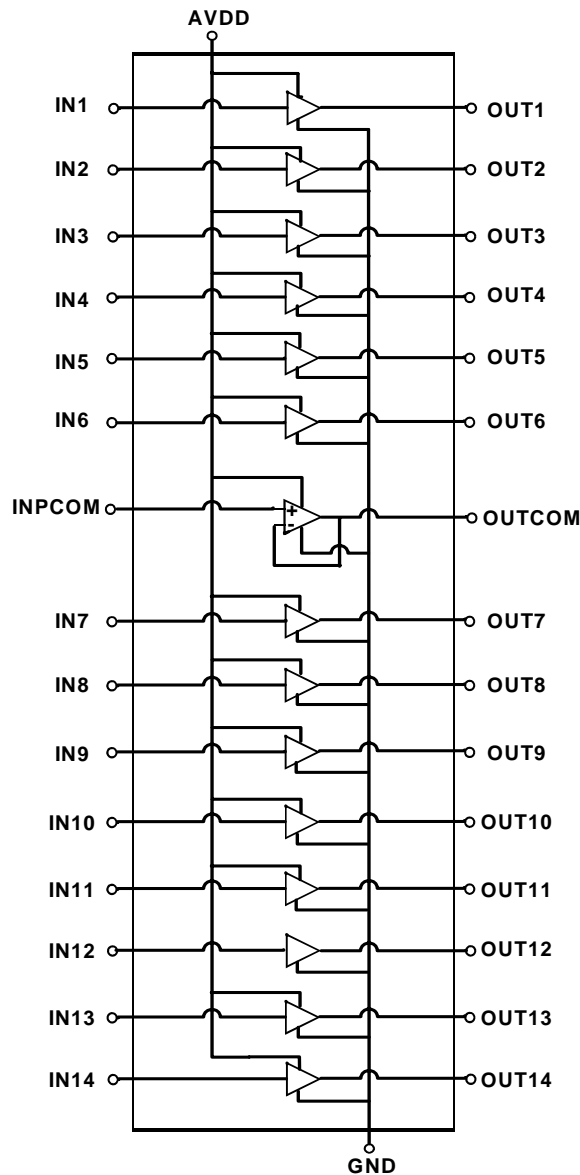 AVDD
IN1 OUT1
IN2 OUT2
IN3 OUT3
IN4 OUT4
IN5 OUT5
IN6 OUT6
INPCOM + OUTCOM
-
IN7 OUT7
IN8 OUT8
IN9 OUT9
IN10 OUT10
IN11 OUT11
IN12 OUT12
IN13 OUT13
IN14 OUT14
GND